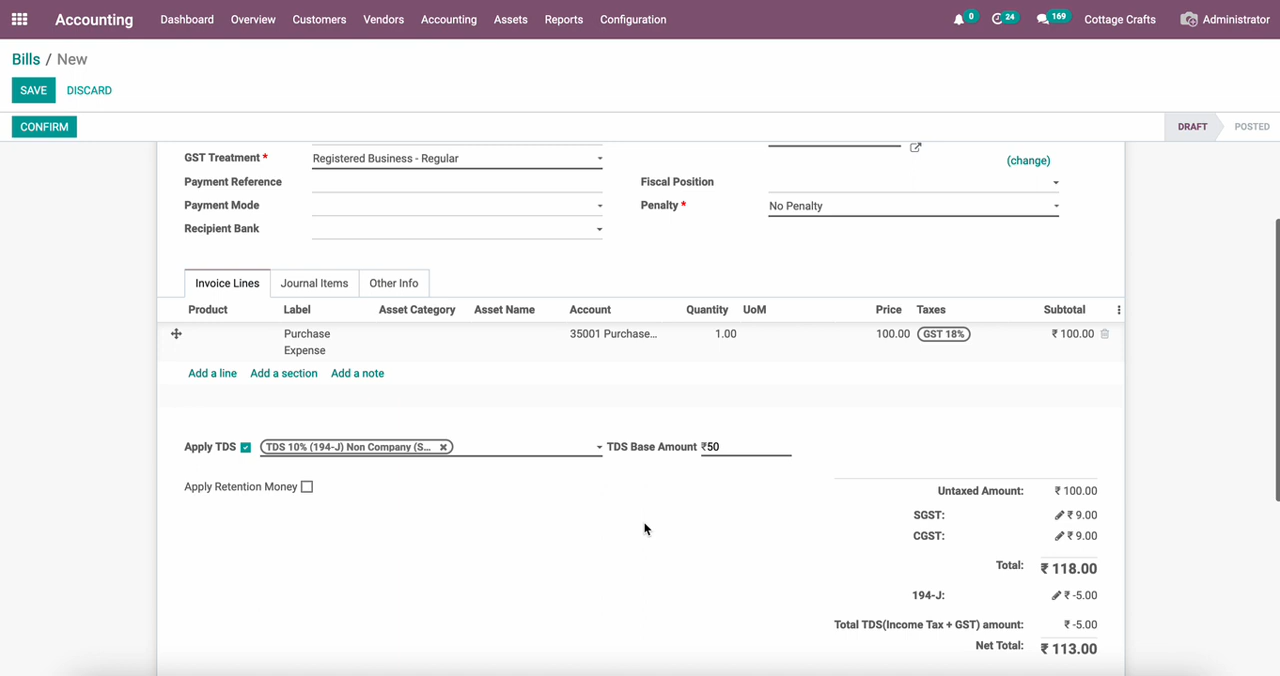 Accounting Dashboard Overview Customers Vendors Accounting Assets Reports Configuration 0 24 169 Cottage Crafts Administrator
Bills / New
SAVE DISCARD
CONFIRM DRAFT POSTED
GST Treatment * Registered Business - Regular (change)
Payment Reference Fiscal Position
Payment Mode Penalty * No Penalty
Recipient Bank
Invoice Lines Journal Items Other Info
Product Label Asset Category Asset Name Account Quantity UoM Price Taxes Subtotal
Purchase Expense 35001 Purchase... 1.00 100.00 GST 18% ₹ 100.00
Add a line Add a section Add a note
Apply TDS TDS 10% (194-J) Non Company (S... TDS Base Amount ₹50
Apply Retention Money
Untaxed Amount: ₹ 100.00
SGST: ₹ 9.00
CGST: ₹ 9.00
Total: ₹ 118.00
194-J: ₹ -5.00
Total TDS(Income Tax + GST) amount: ₹ -5.00
Net Total: ₹ 113.00